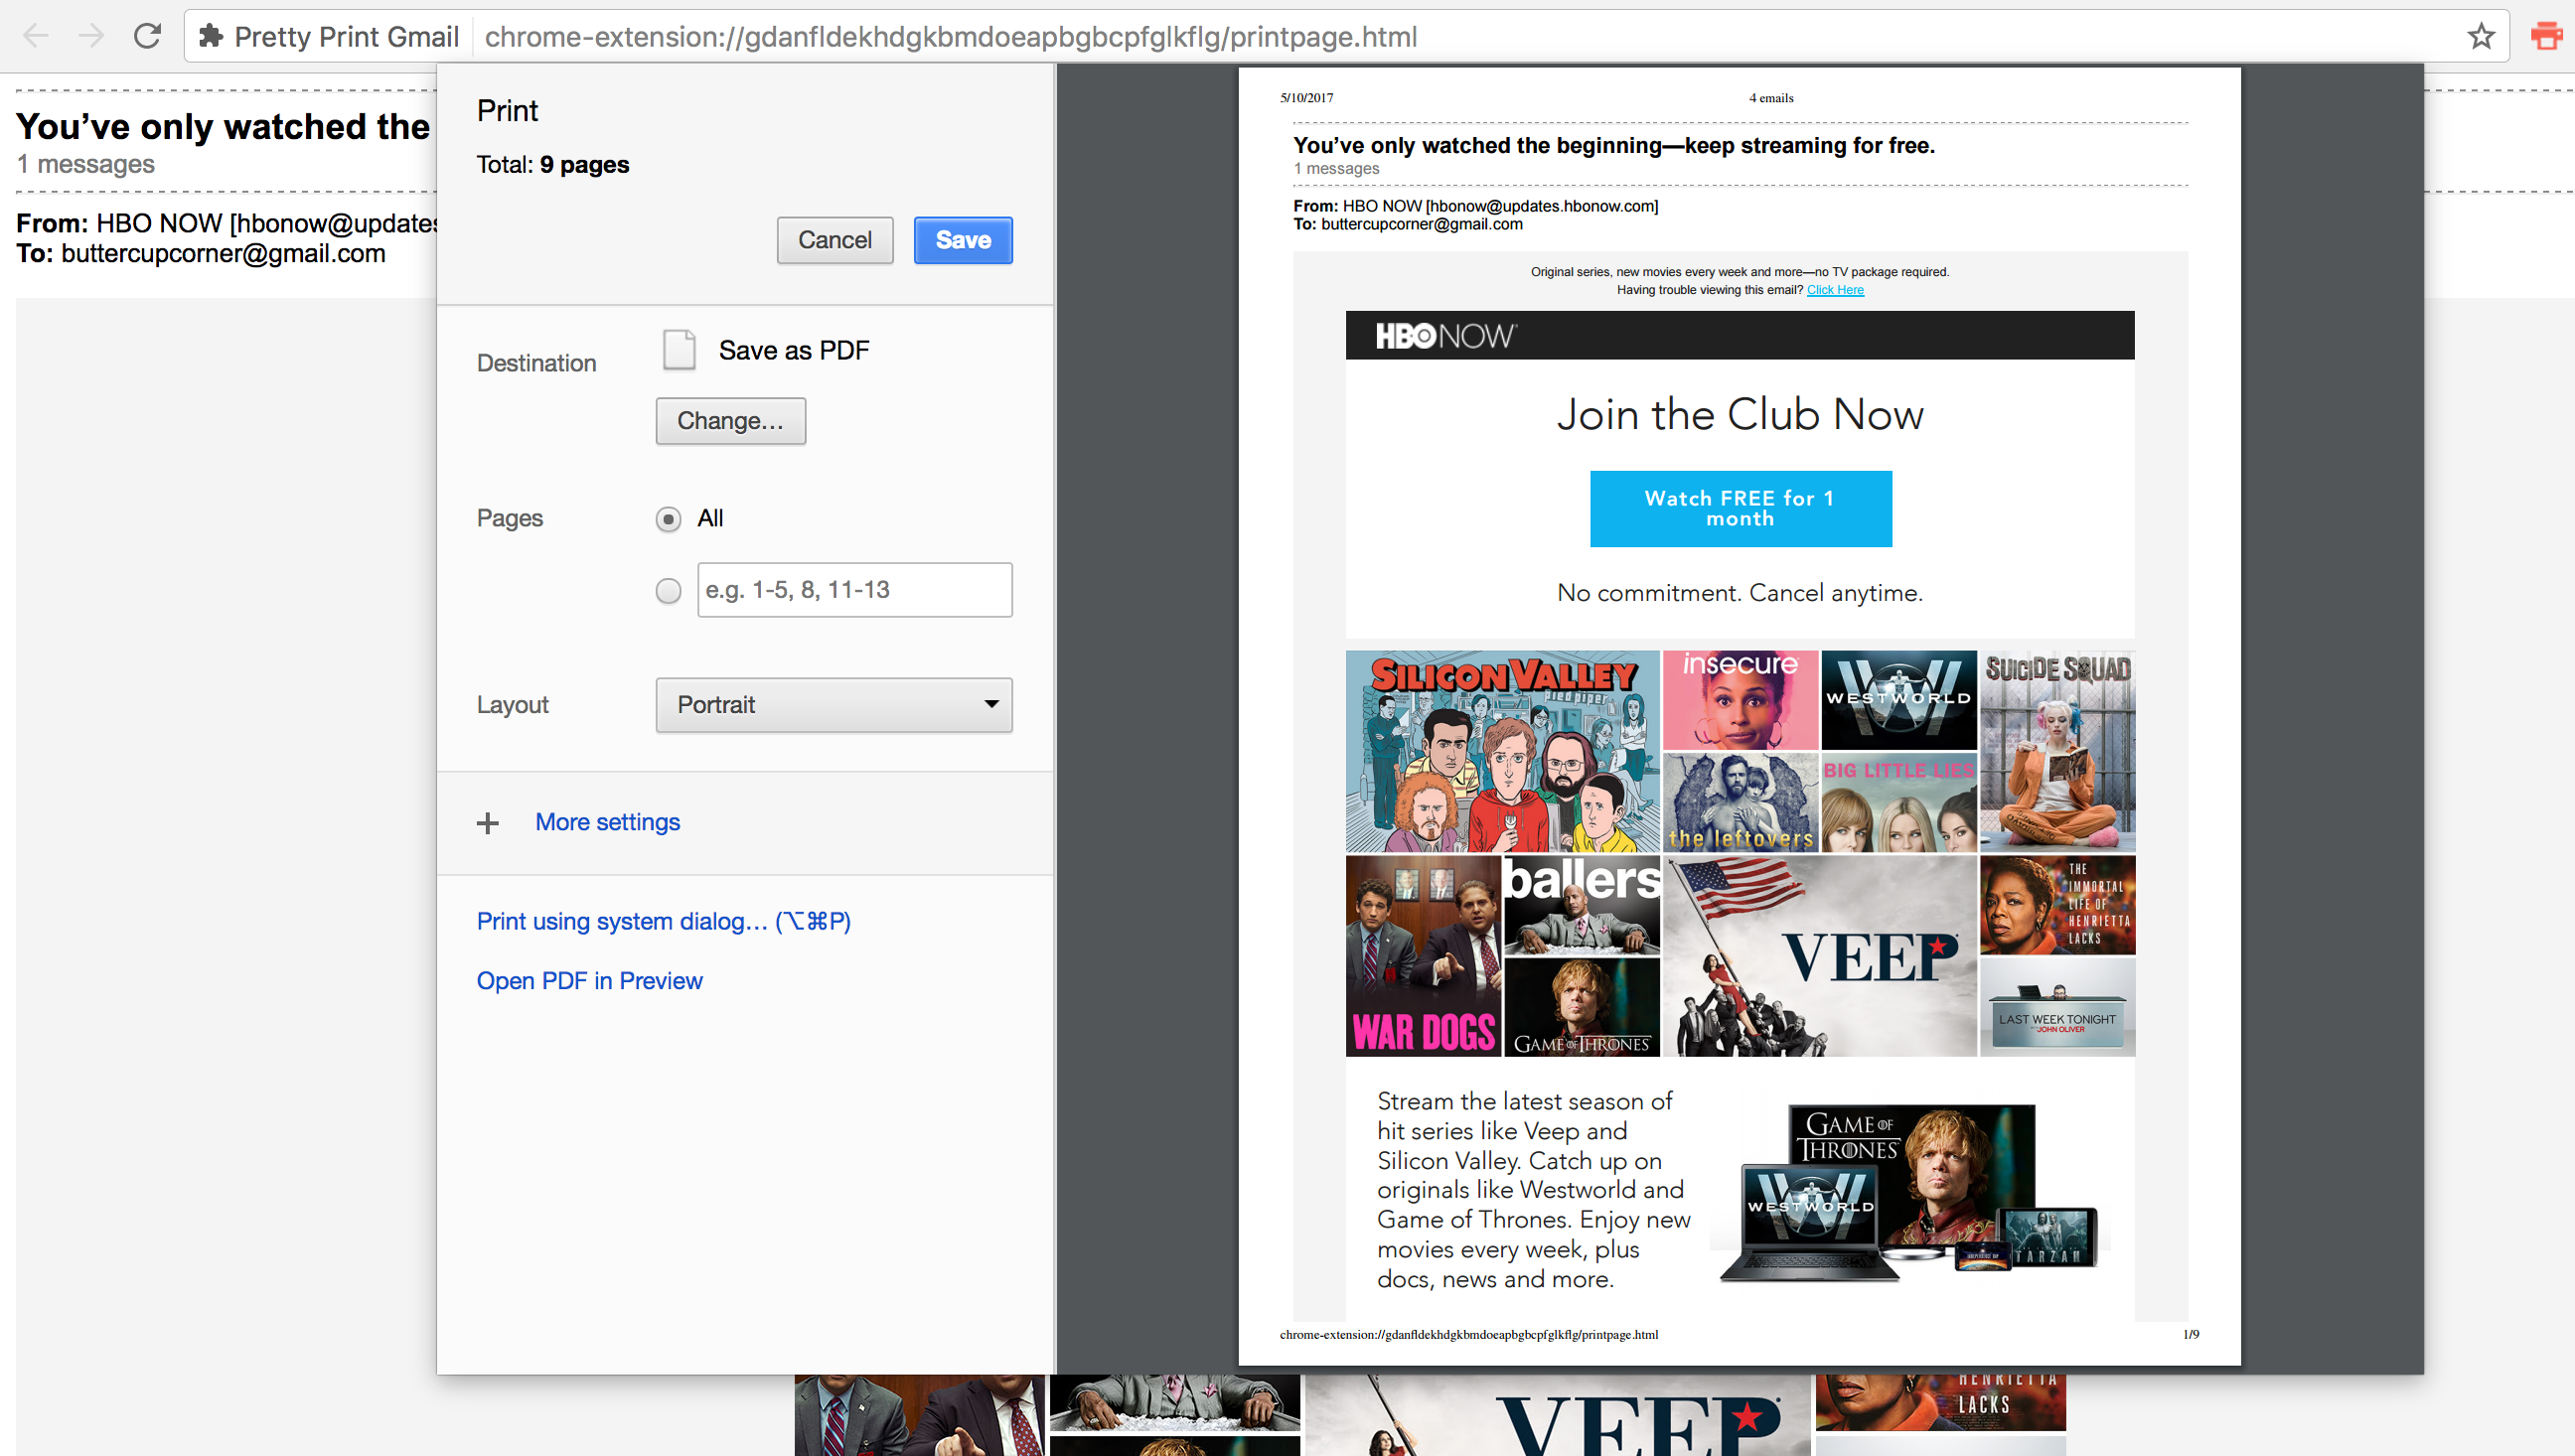 Pretty Print Gmail
chrome-extension://gdanfldekhdgkbmdoeapbgbcpfglkflg/printpage.html
You’ve only watched the
1 messages
From: HBO NOW [hbonow@updates
To: buttercupcorner@gmail.com
Print
Total: 9 pages
Cancel
Save
Destination
Save as PDF
Change...
Pages
All
e.g. 1-5, 8, 11-13
Layout
Portrait
More settings
Print using system dialog... (⌥⌘P)
Open PDF in Preview
5/10/2017
4 emails
You’ve only watched the beginning—keep streaming for free.
1 messages
From: HBO NOW [hbonow@updates.hbonow.com]
To: buttercupcorner@gmail.com
Original series, new movies every week and more—no TV package required.
Having trouble viewing this email? Click Here
HBO NOW
Join the Club Now
Watch FREE for 1
month
No commitment. Cancel anytime.
SILICON VALLEY
pied piper
insecure
WESTWORLD
SUICIDE SQUAD
the leftovers
BIG LITTLE LIES
WAR DOGS
ballers
GAME OF THRONES
VEEP
THE
IMMORTAL
LIFE OF
HENRIETTA
LACKS
LAST WEEK TONIGHT
JOHN OLIVER
Stream the latest season of
hit series like Veep and
Silicon Valley. Catch up on
originals like Westworld and
Game of Thrones. Enjoy new
movies every week, plus
docs, news and more.
GAME OF
THRONES
WESTWORLD
TARZAN
chrome-extension://gdanfldekhdgkbmdoeapbgbcpfglkflg/printpage.html
1/9
VEEP
HENRIETTA
LACKS